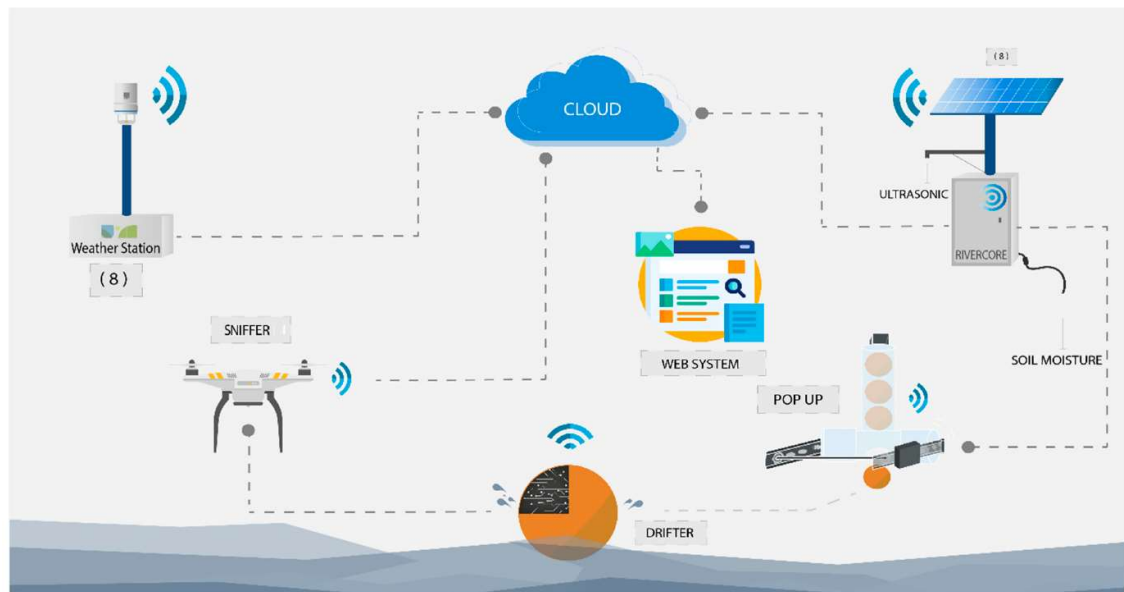 (8)
CLOUD
ULTRASONIC
Weather Station
RIVERCORE
(8)
SNIFFER
WEB SYSTEM
SOIL MOISTURE
POP UP
DRIFTER